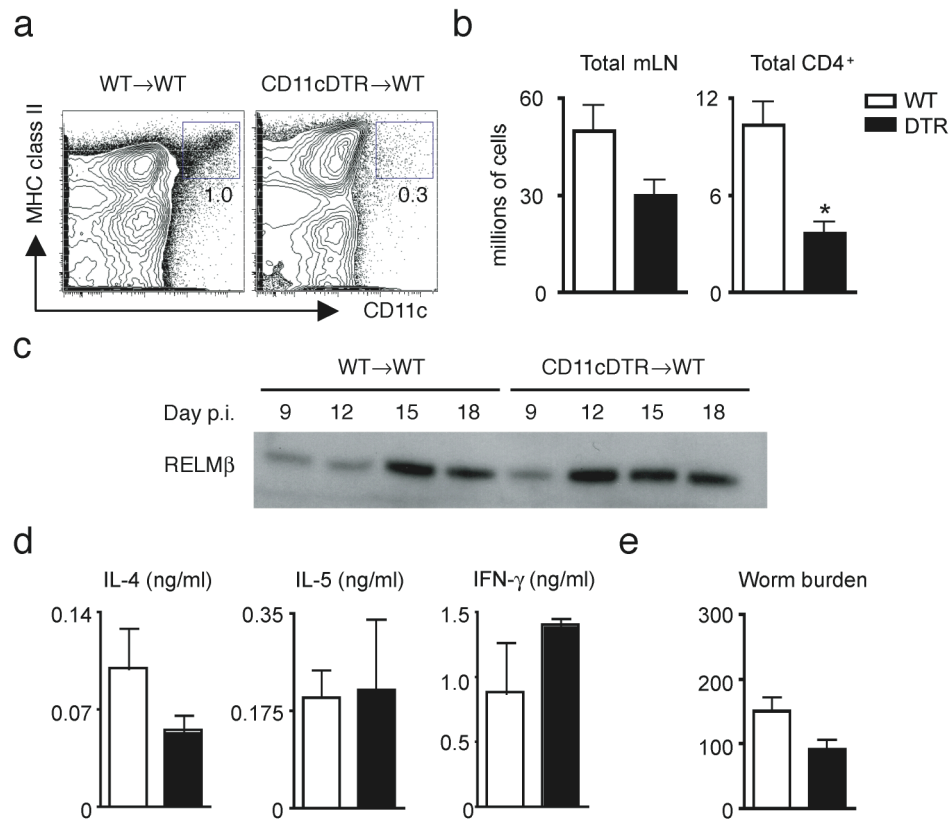 a
WT→WT
CD11cDTR→WT
MHC class II
1.0
0.3
CD11c
b
Total mLN
Total CD4+
WT
DTR
millions of cells
60
30
0
12
6
0
*
c
WT→WT
CD11cDTR→WT
Day p.i.
9
12
15
18
9
12
15
18
RELMβ
d
IL-4 (ng/ml)
0.14
0.07
0
IL-5 (ng/ml)
0.35
0.175
0
IFN-γ (ng/ml)
1.5
1.0
0.5
0
e
Worm burden
300
200
100
0